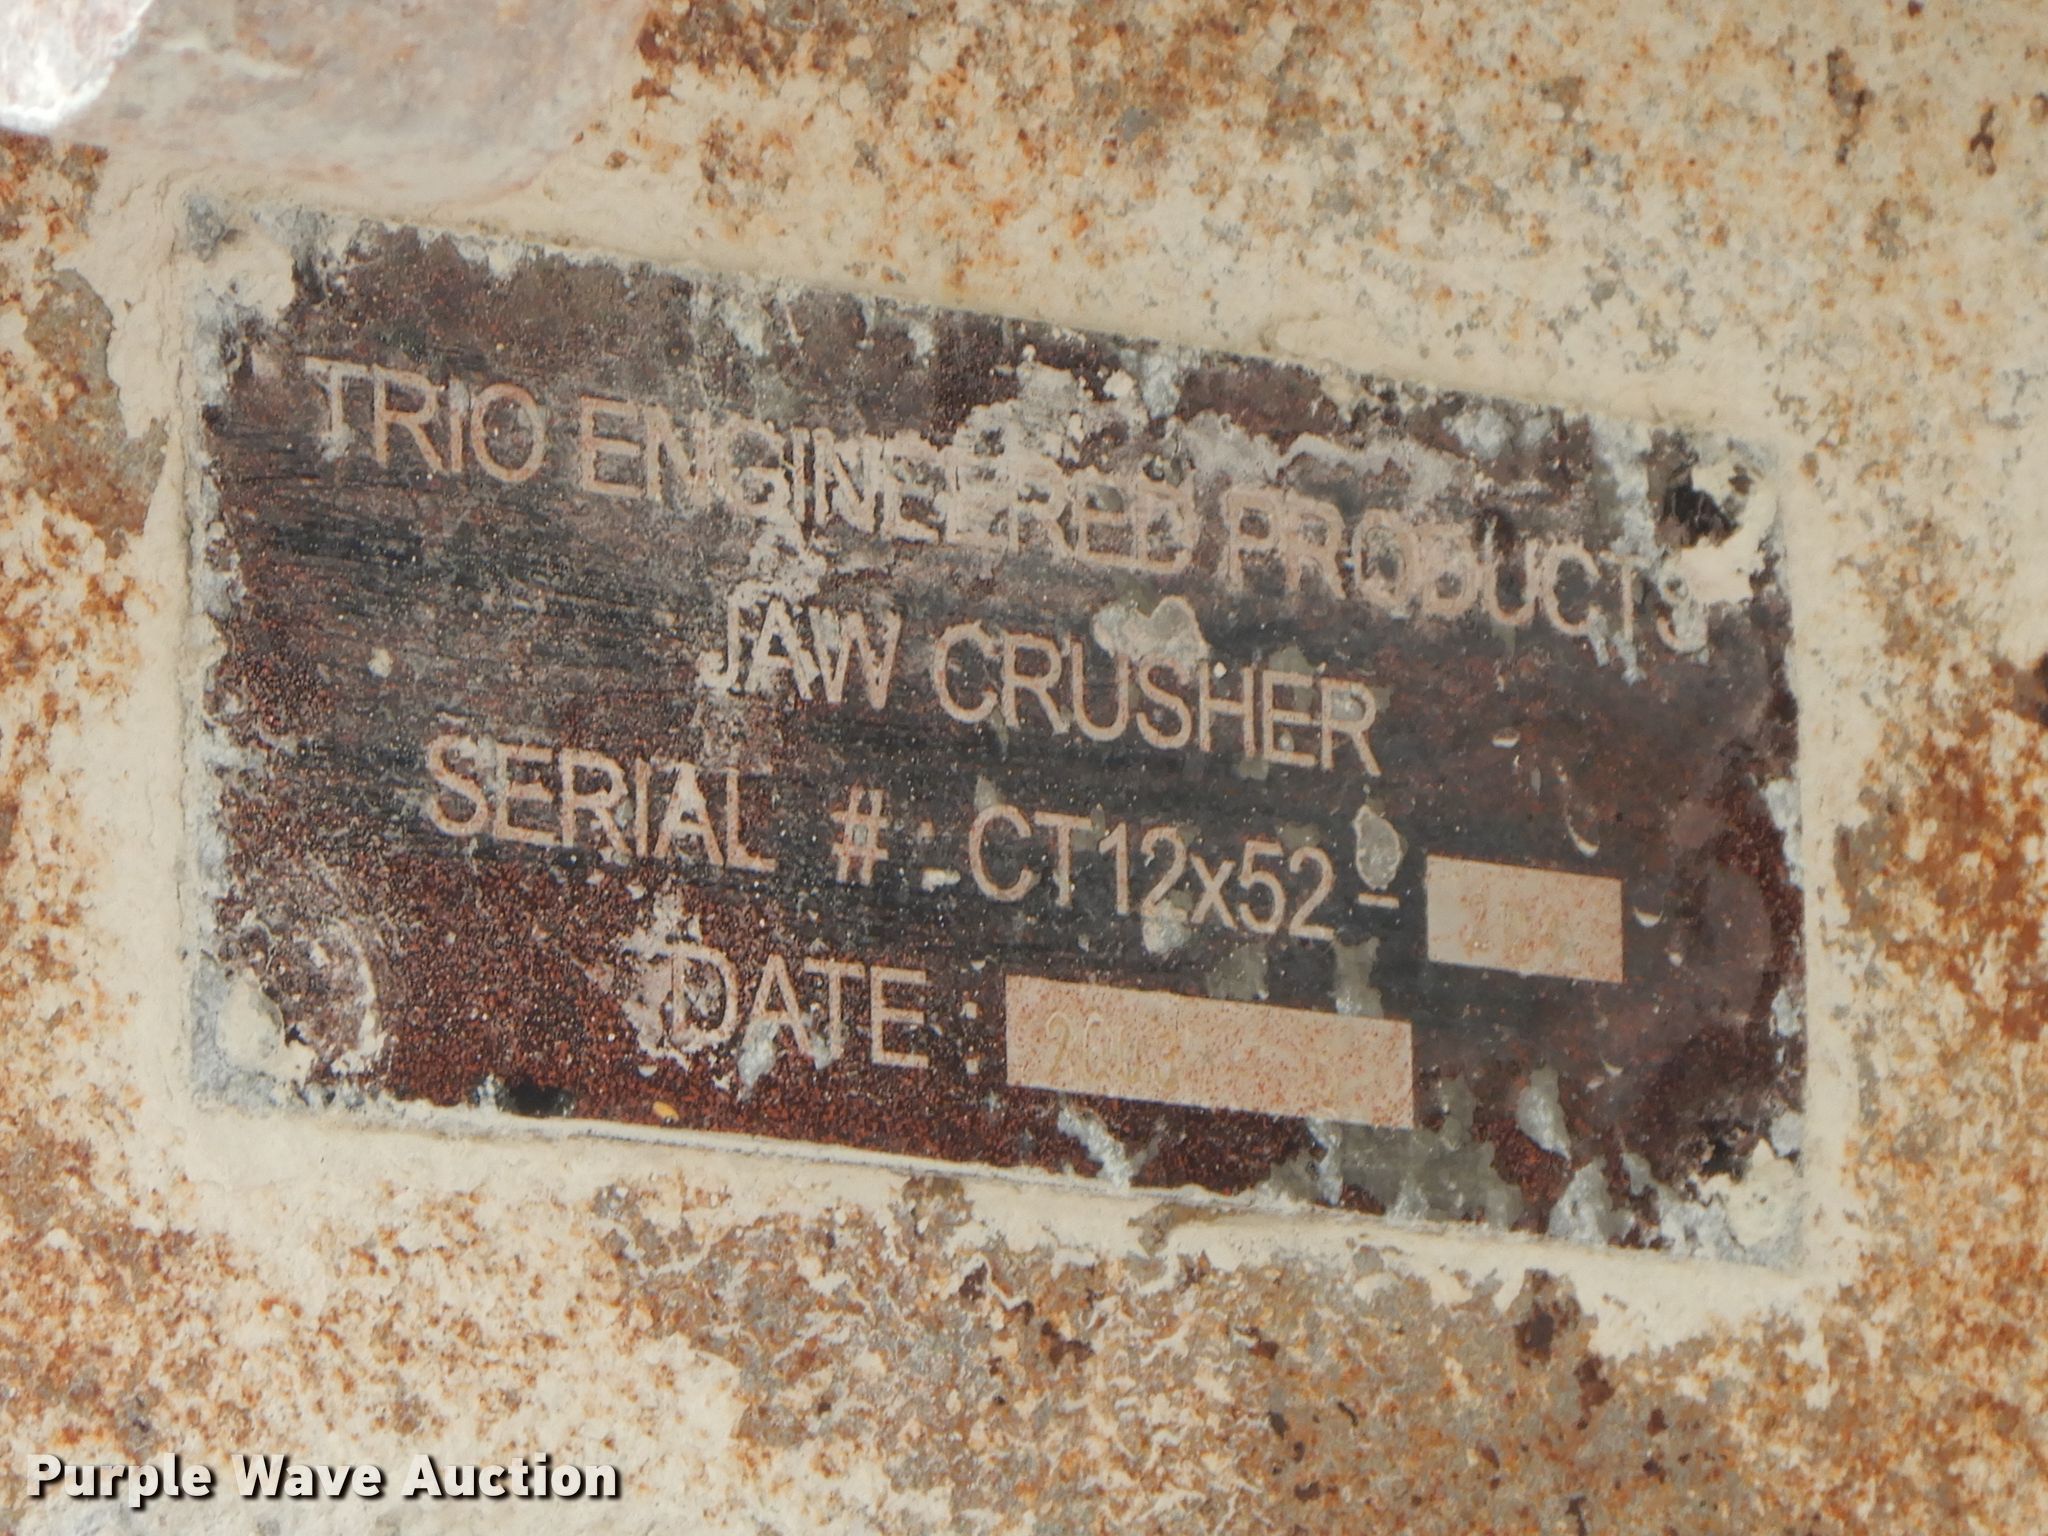 TRIO ENGINEERED PRODUCTS
JAW CRUSHER
SERIAL # : CT12x52 -
DATE :
Purple Wave Auction